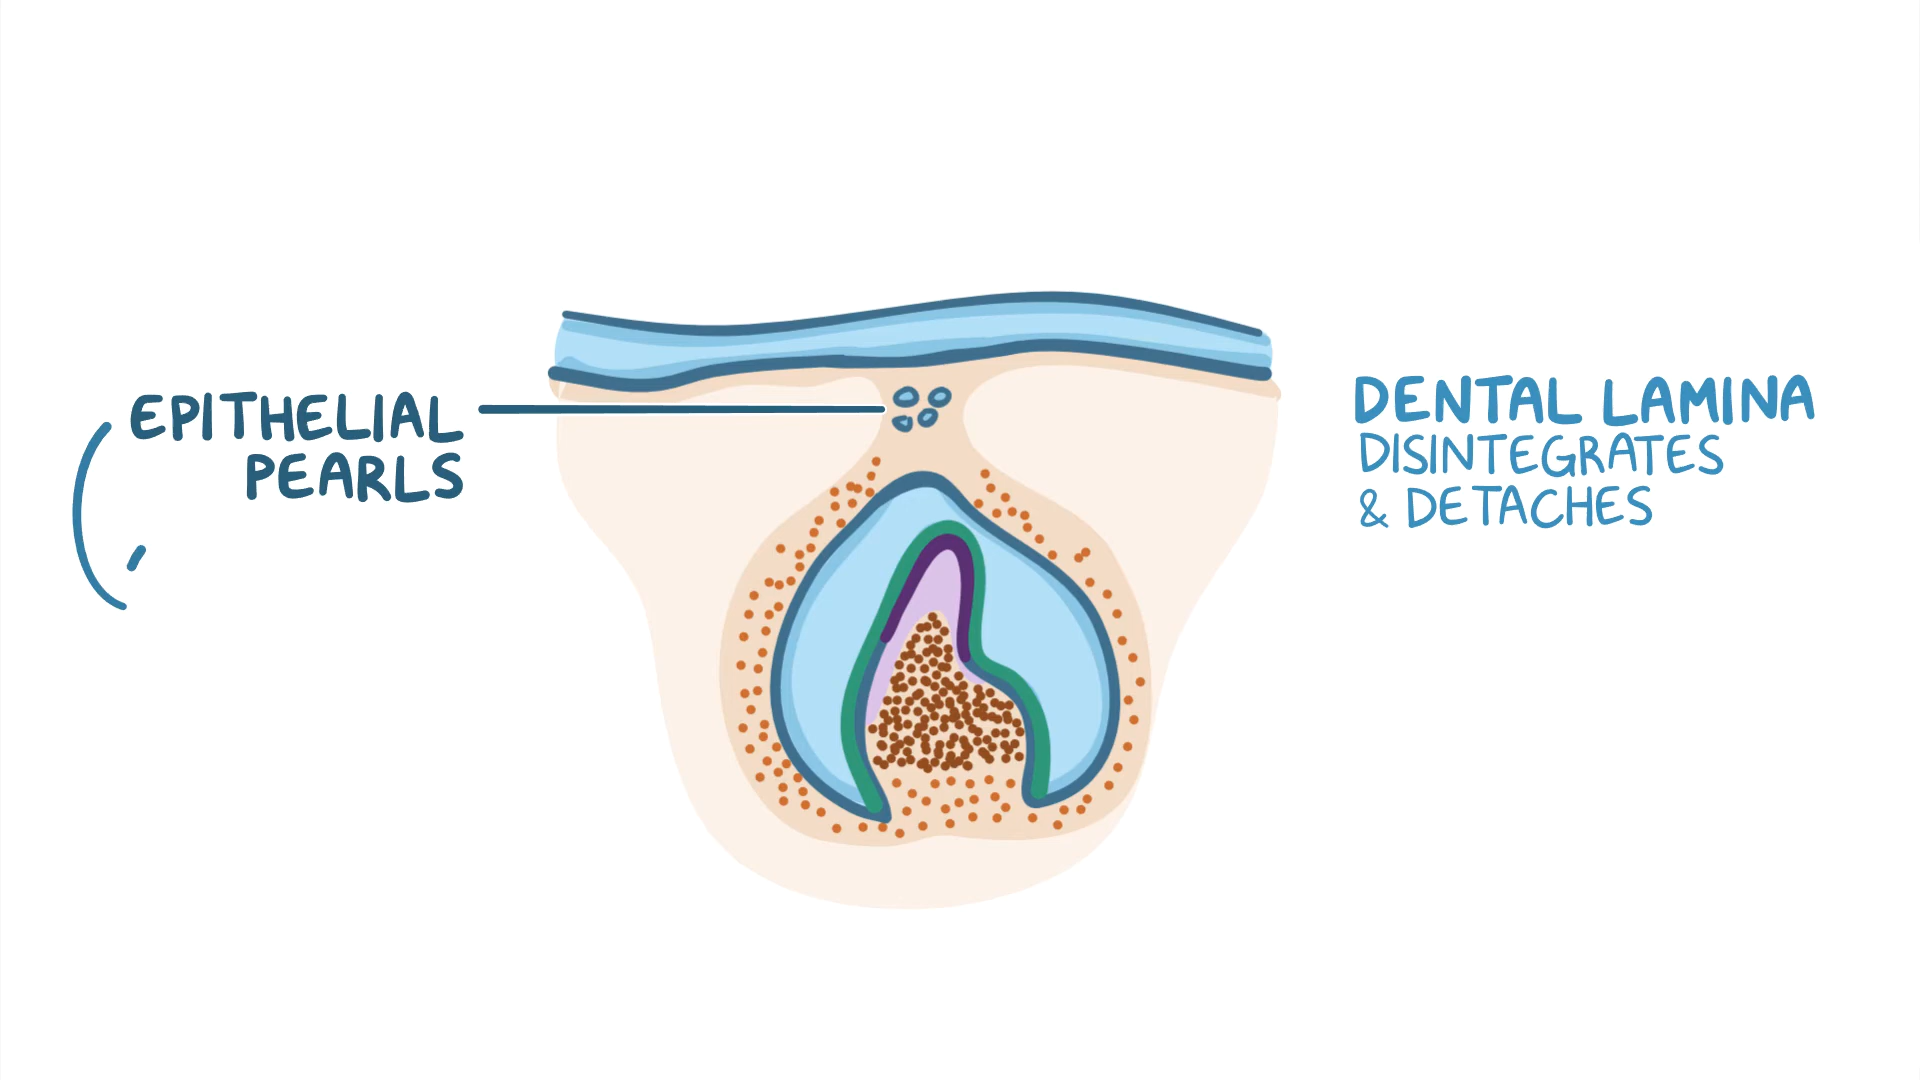 EPITHELIAL
PEARLS
DENTAL LAMINA
DISINTEGRATES
& DETACHES